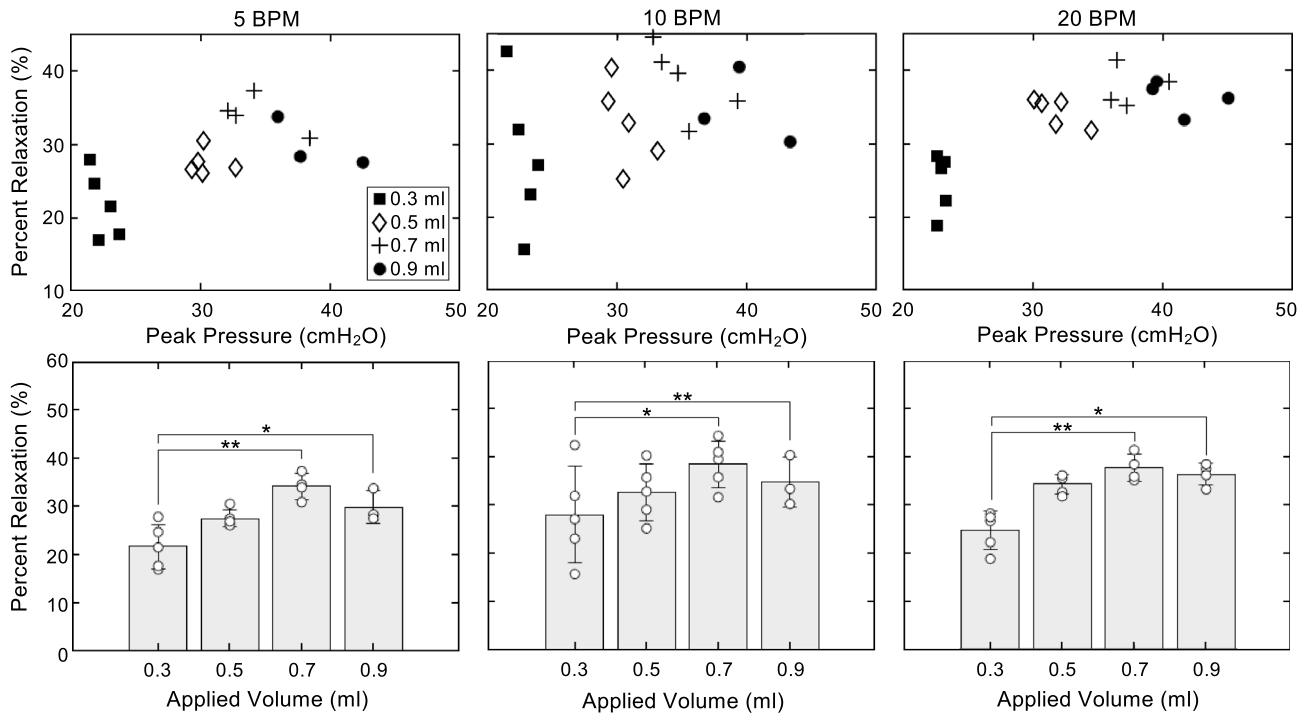 5 BPM 10 BPM 20 BPM
Percent Relaxation (%)
40
30
20
10
0.3 ml
0.5 ml
0.7 ml
0.9 ml
20 30 40 50 20 30 40 50 20 30 40 50
Peak Pressure (cmH₂O) Peak Pressure (cmH₂O) Peak Pressure (cmH₂O)
Percent Relaxation (%)
60
50
40
30
20
10
0
** *
* **
** *
0.3 0.5 0.7 0.9 0.3 0.5 0.7 0.9 0.3 0.5 0.7 0.9
Applied Volume (ml) Applied Volume (ml) Applied Volume (ml)